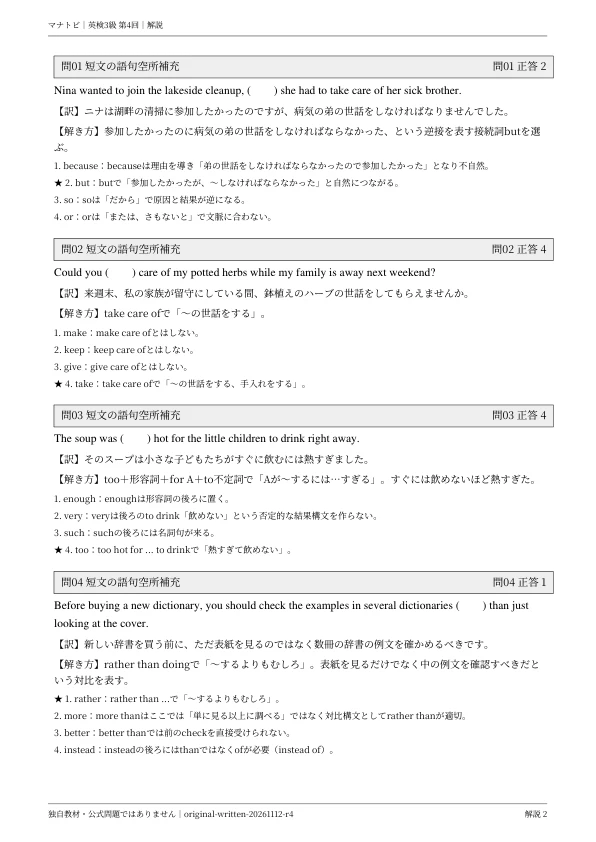 マナトビ｜英検3級 第4回｜解説
問01 短文の語句空所補充 問01 正答 2
Nina wanted to join the lakeside cleanup, (　　) she had to take care of her sick brother.
【訳】ニナは湖畔の清掃に参加したかったのですが、病気の弟の世話をしなければなりませんでした。
【解き方】参加したかったのに病気の弟の世話をしなければならなかった、という逆接を表す接続詞butを選
ぶ。
1. because：becauseは理由を導き「弟の世話をしなければならなかったので参加したかった」となり不自然。
★ 2. but：butで「参加したかったが、〜しなければならなかった」と自然につながる。
3. so：soは「だから」で原因と結果が逆になる。
4. or：orは「または、さもないと」で文脈に合わない。
問02 短文の語句空所補充 問02 正答 4
Could you (　　) care of my potted herbs while my family is away next weekend?
【訳】来週末、私の家族が留守にしている間、鉢植えのハーブの世話をしてもらえませんか。
【解き方】take care ofで「〜の世話をする」。
1. make：make care ofとはしない。
2. keep：keep care ofとはしない。
3. give：give care ofとはしない。
★ 4. take：take care ofで「〜の世話をする、手入れをする」。
問03 短文の語句空所補充 問03 正答 4
The soup was (　　) hot for the little children to drink right away.
【訳】そのスープは小さな子どもたちがすぐに飲むには熱すぎました。
【解き方】too＋形容詞＋for A＋to不定詞で「Aが〜するには…すぎる」。すぐには飲めないほど熱すぎた。
1. enough：enoughは形容詞の後ろに置く。
2. very：veryは後ろのto drink「飲めない」という否定的な結果構文を作らない。
3. such：suchの後ろには名詞句が来る。
★ 4. too：too hot for ... to drinkで「熱すぎて飲めない」。
問04 短文の語句空所補充 問04 正答 1
Before buying a new dictionary, you should check the examples in several dictionaries (　　) than just
looking at the cover.
【訳】新しい辞書を買う前に、ただ表紙を見るのではなく数冊の辞書の例文を確かめるべきです。
【解き方】rather than doingで「〜するよりもむしろ」。表紙を見るだけでなく中の例文を確認すべきだと
いう対比を表す。
★ 1. rather：rather than ...で「〜するよりもむしろ」。
2. more：more thanはここでは「単に見る以上に調べる」ではなく対比構文としてrather thanが適切。
3. better：better thanでは前のcheckを直接受けられない。
4. instead：insteadの後ろにはthanではなくofが必要（instead of）。
独自教材・公式問題ではありません｜original-written-20261112-r4 解説 2